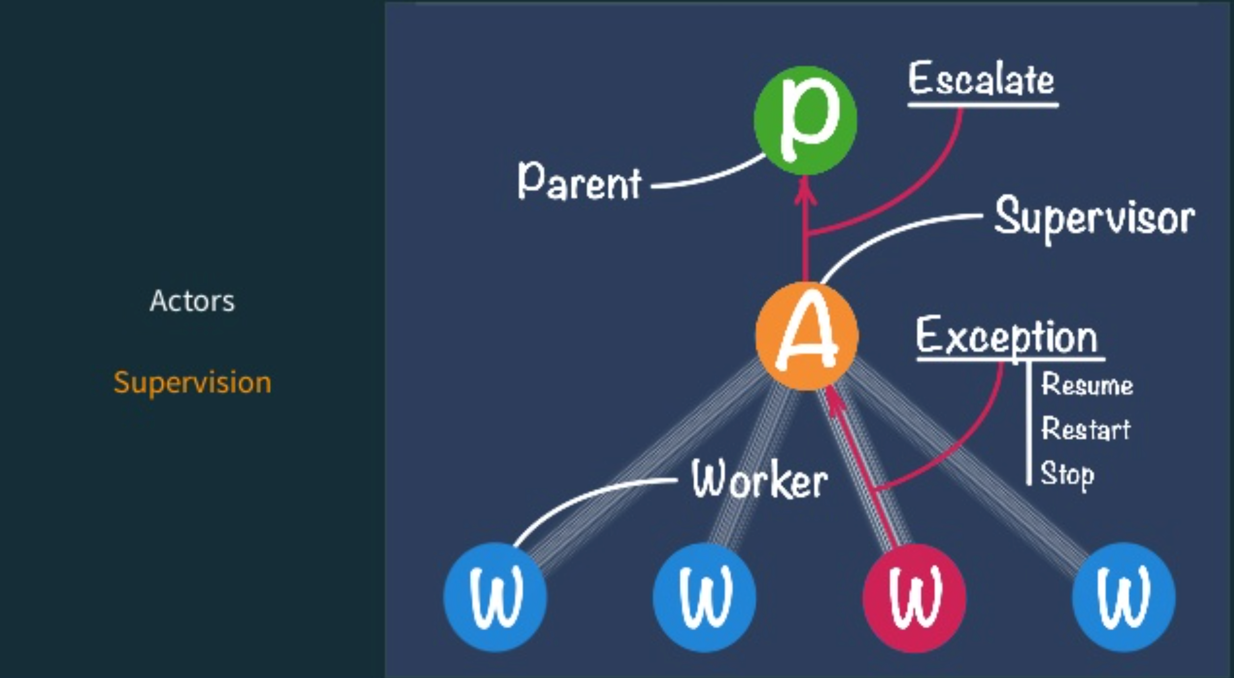 Actors
Supervision
Escalate
P
Parent
Supervisor
A
Exception
Resume
Restart
Stop
Worker
W W W W